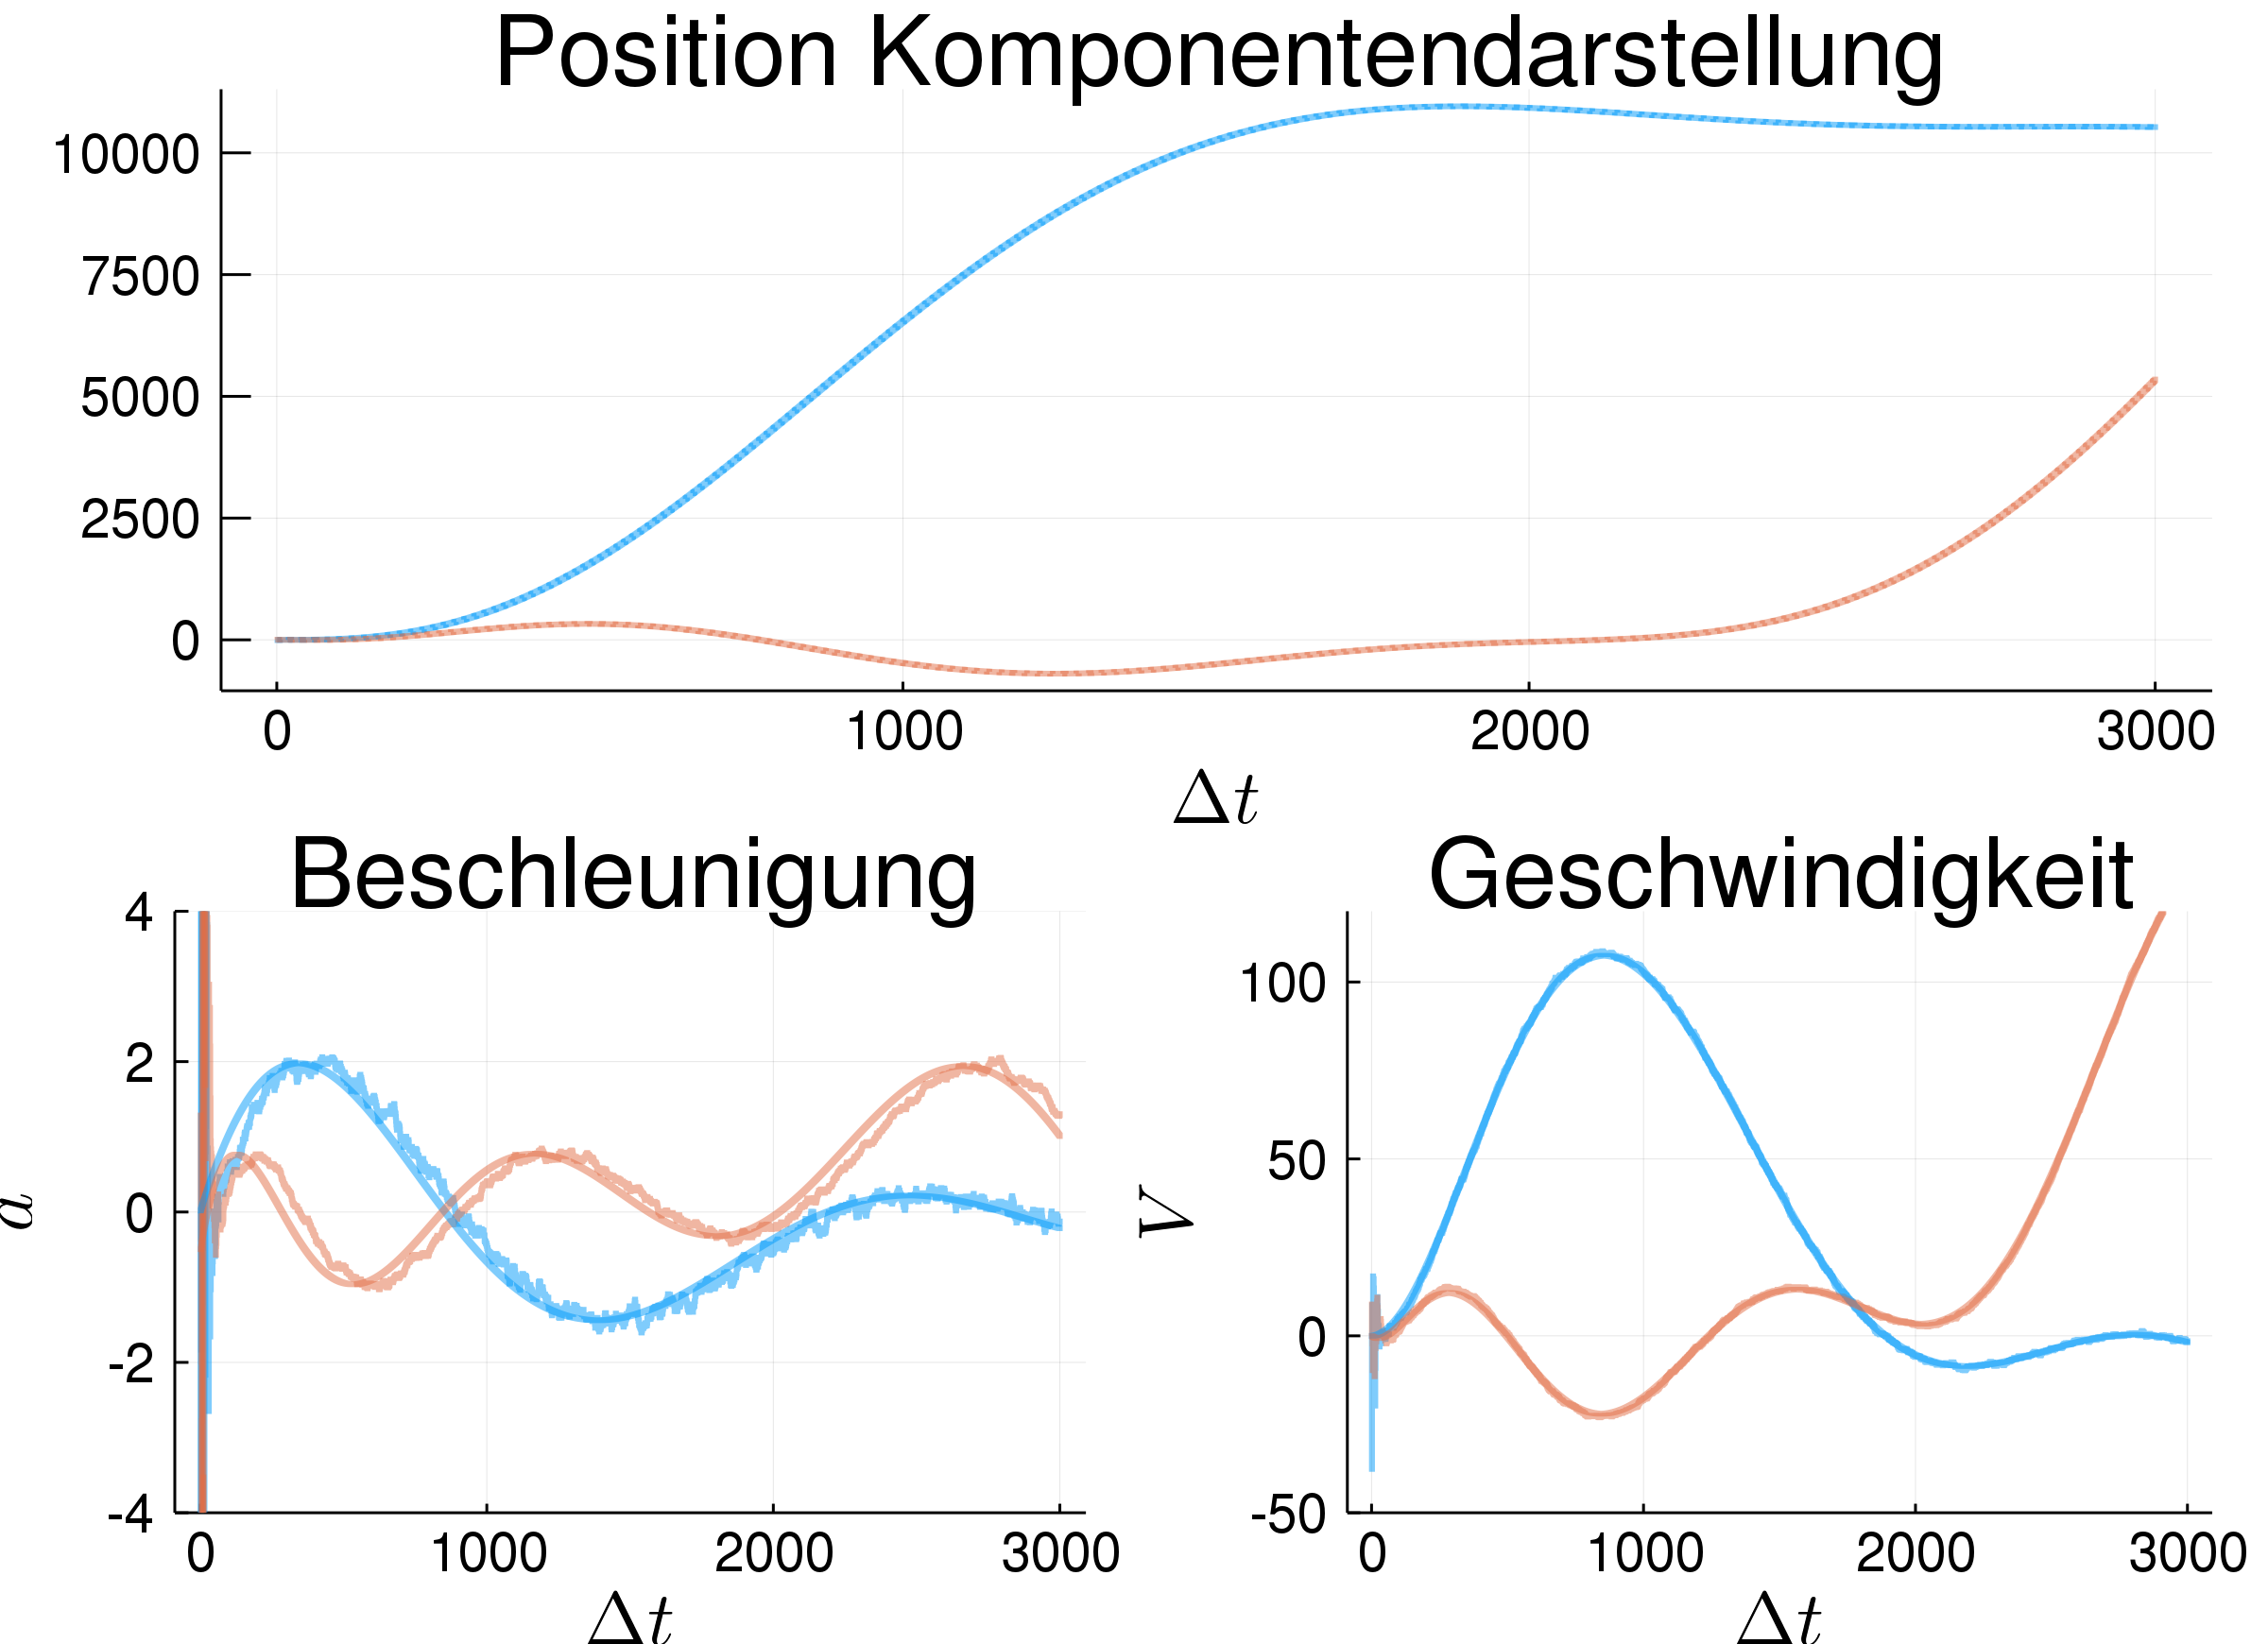 Position Komponentendarstellung
10000
7500
5000
2500
0
0 1000 2000 3000
Δt
Beschleunigung
4
2
0
-2
-4
a
0 1000 2000 3000
Δt
Geschwindigkeit
100
50
0
-50
V
0 1000 2000 3000
Δt